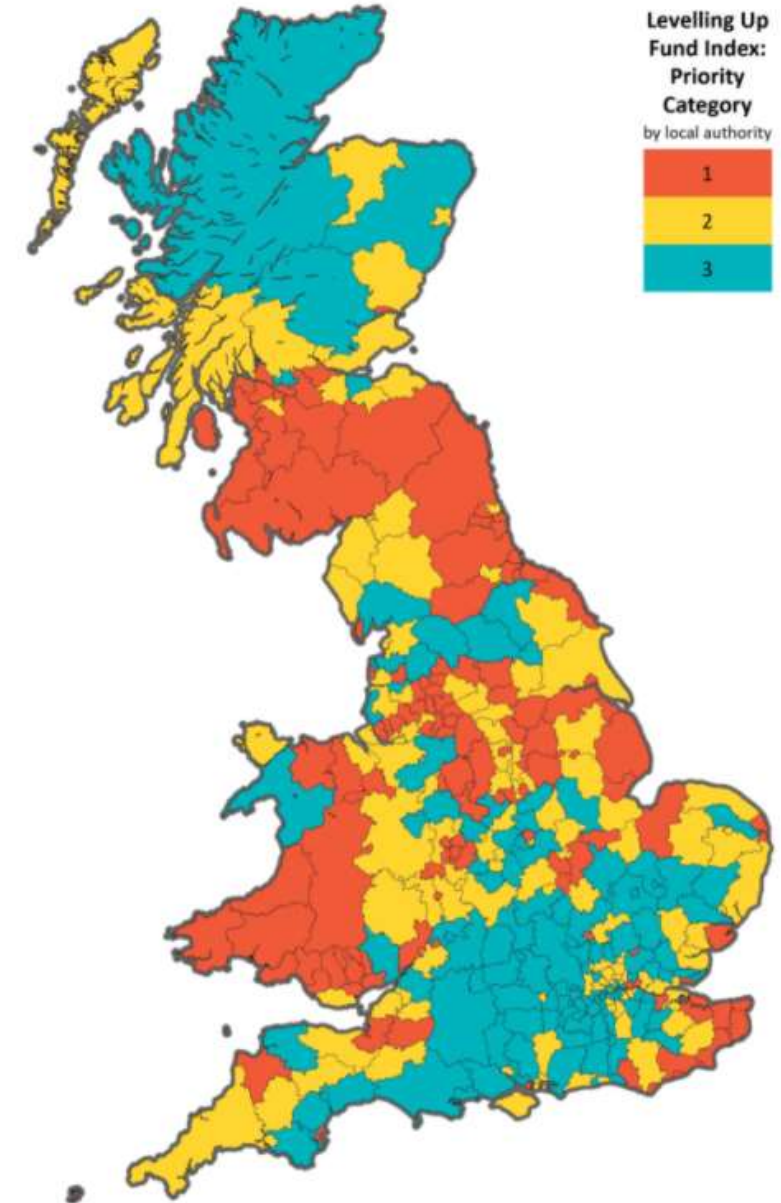 Levelling Up
Fund Index:
Priority
Category
by local authority
1
2
3